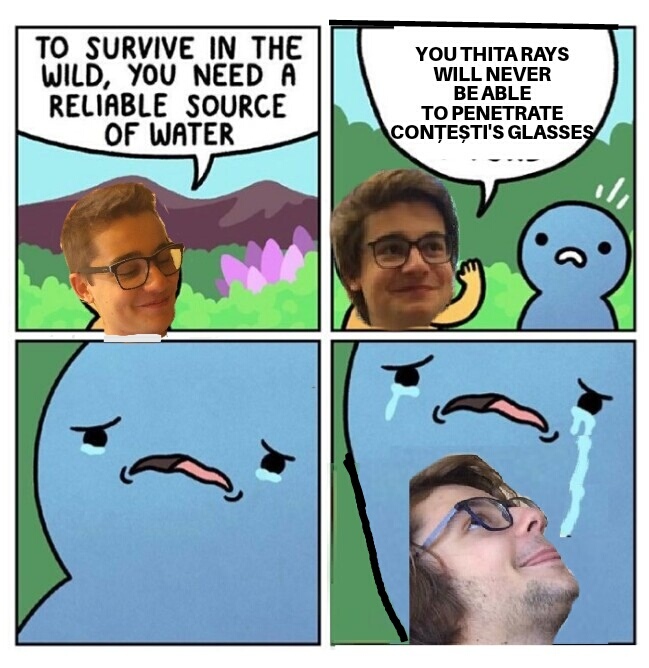 TO SURVIVE IN THE
WILD, YOU NEED A
RELIABLE SOURCE
OF WATER
YOU THITA RAYS
WILL NEVER
BE ABLE
TO PENETRATE
CONȚEȘTI'S GLASSES